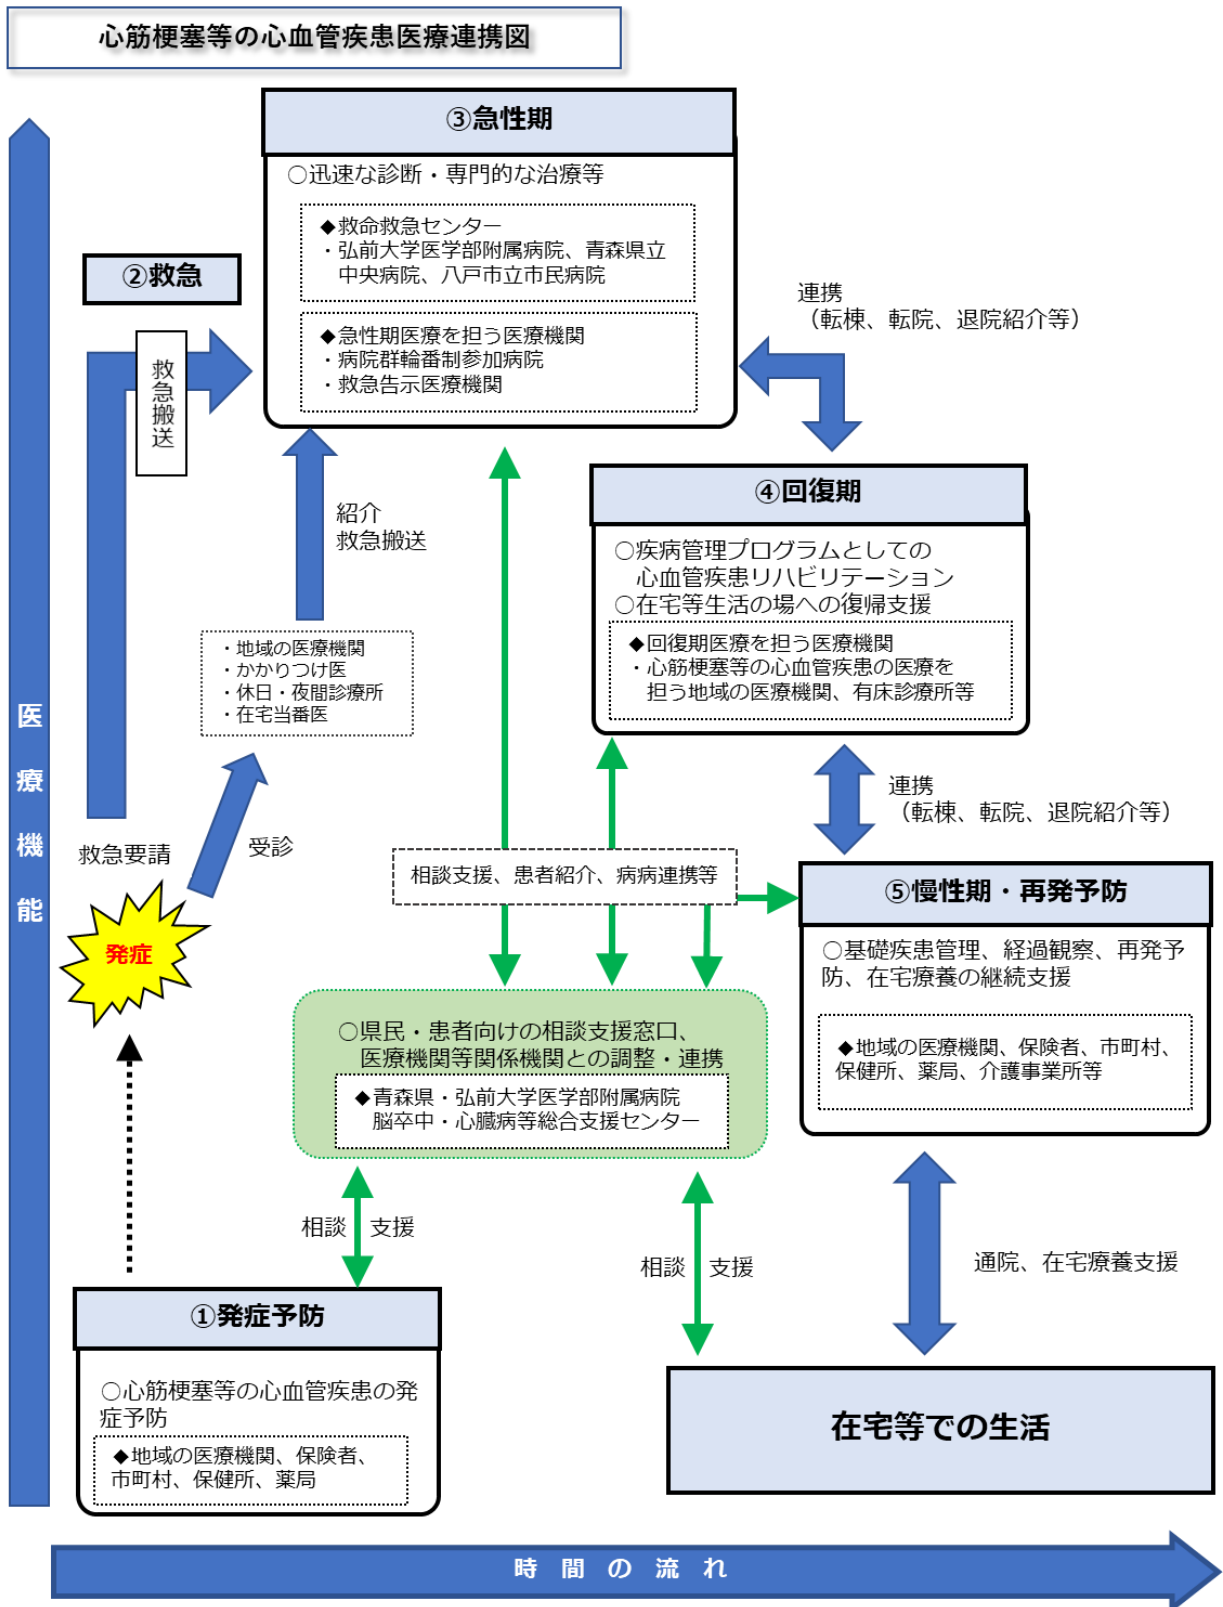 心筋梗塞等の心血管疾患医療連携図
③急性期
○迅速な診断・専門的な治療等
◆救命救急センター
・弘前大学医学部附属病院、青森県立
中央病院、八戸市立市民病院
◆急性期医療を担う医療機関
・病院群輪番制参加病院
・救急告示医療機関
②救急
救急搬送
連携
（転棟、転院、退院紹介等）
紹介
救急搬送
④回復期
○疾病管理プログラムとしての
心血管疾患リハビリテーション
○在宅等生活の場への復帰支援
◆回復期医療を担う医療機関
・心筋梗塞等の心血管疾患の医療を
担う地域の医療機関、有床診療所等
・地域の医療機関
・かかりつけ医
・休日・夜間診療所
・在宅当番医
医療機能
救急要請
受診
連携
（転棟、転院、退院紹介等）
相談支援、患者紹介、病病連携等
発症
⑤慢性期・再発予防
○基礎疾患管理、経過観察、再発予
防、在宅療養の継続支援
◆地域の医療機関、保険者、市町村、
保健所、薬局、介護事業所等
○県民・患者向けの相談支援窓口、
医療機関等関係機関との調整・連携
◆青森県・弘前大学医学部附属病院
脳卒中・心臓病等総合支援センター
相談 支援
相談 支援
通院、在宅療養支援
①発症予防
○心筋梗塞等の心血管疾患の発
症予防
◆地域の医療機関、保険者、
市町村、保健所、薬局
在宅等での生活
時間の流れ